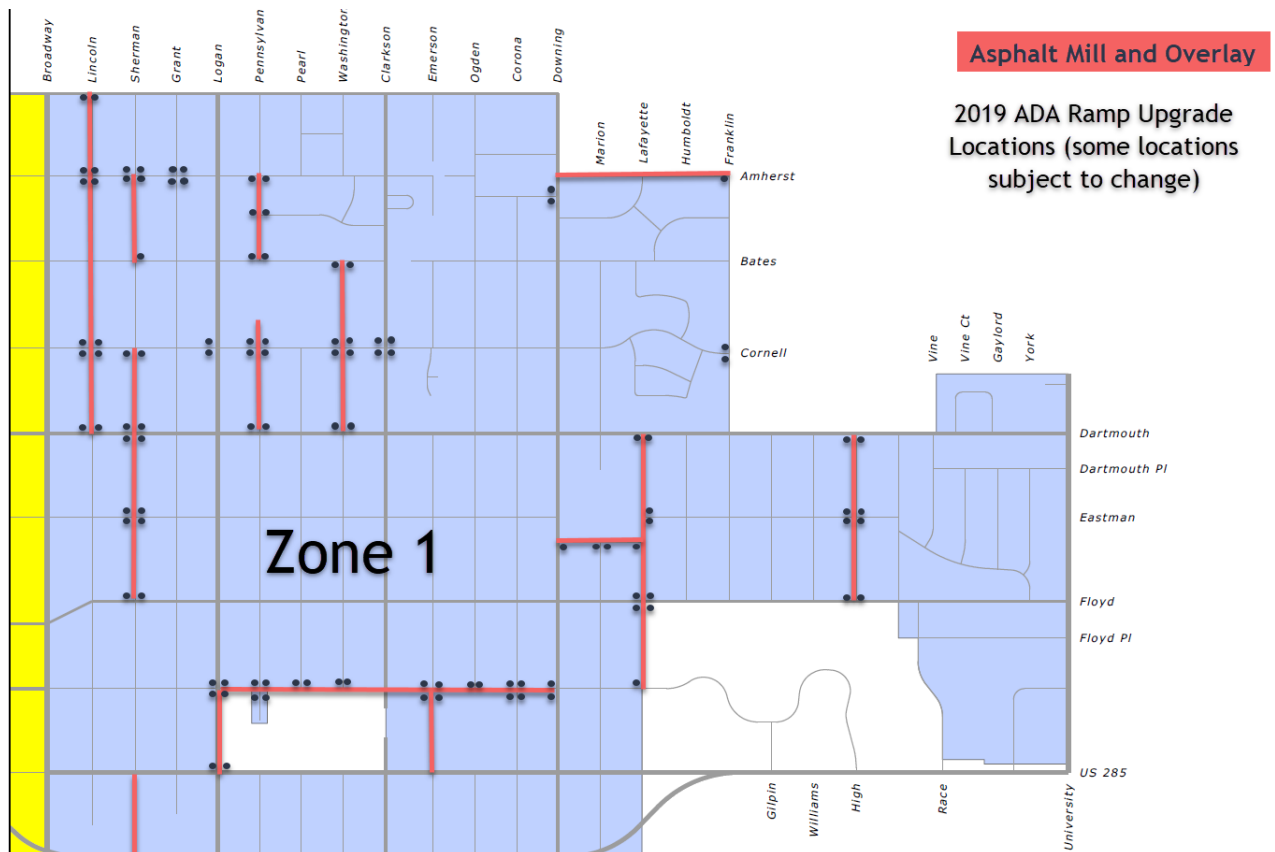 Broadway
Lincoln
Sherman
Grant
Logan
Pennsylvan
Pearl
Washington
Clarkson
Emerson
Ogden
Corona
Downing
Asphalt Mill and Overlay
2019 ADA Ramp Upgrade
Locations (some locations
subject to change)
Marion
Lafayette
Humboldt
Franklin
Amherst
Bates
Cornell
Vine
Vine Ct
Gaylord
York
Dartmouth
Dartmouth Pl
Eastman
Zone 1
Floyd
Floyd Pl
US 285
Gilpin
Williams
High
Race
University